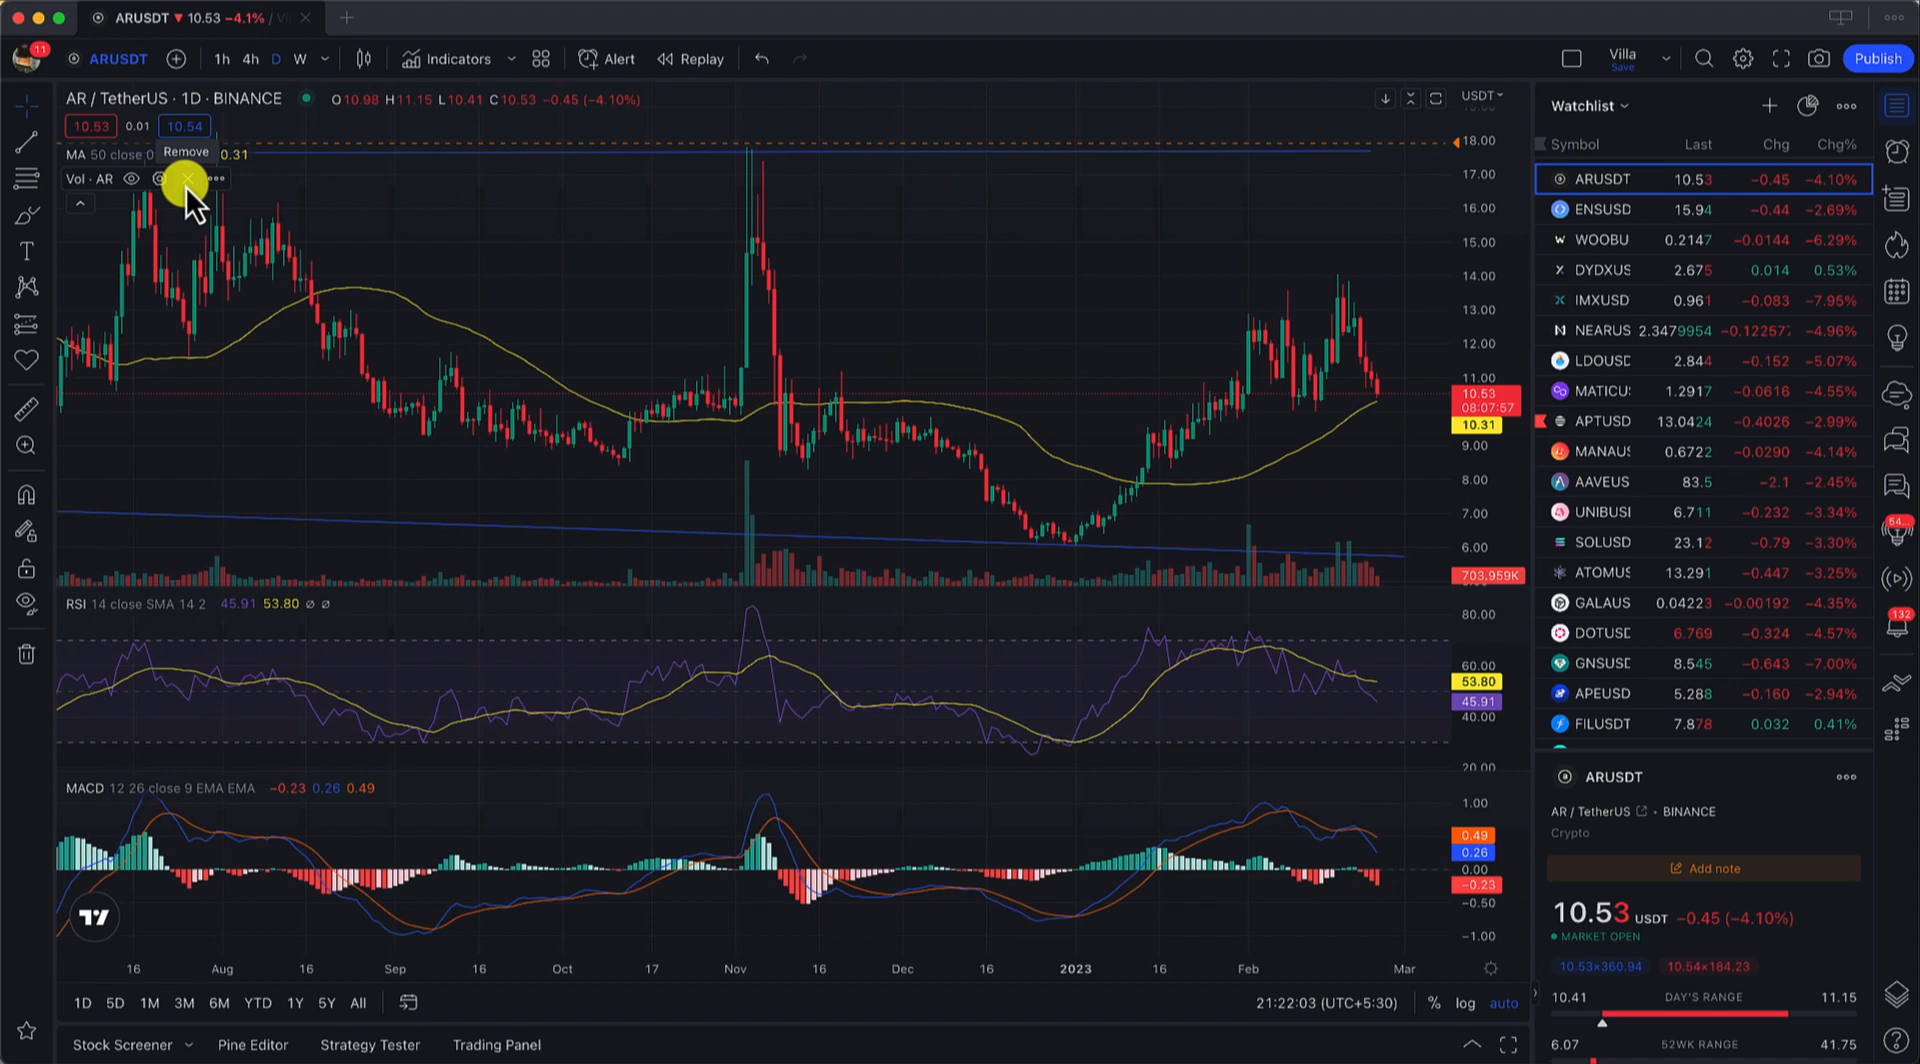 ARUSDT ▼ 10.53 −4.1% / Vi
11
ARUSDT 1h 4h D W Indicators Alert Replay Villa Save Publish
AR / TetherUS · 1D · BINANCE O10.98 H11.15 L10.41 C10.53 −0.45 (−4.10%)
USDT
10.53 0.01 10.54
Remove
MA 50 close 0 0.31
Vol · AR
18.00
17.00
16.00
15.00
14.00
13.00
12.00
11.00
10.53
08:07:57
10.31
9.00
8.00
7.00
6.00
703.959K
RSI 14 close SMA 14 2 45.91 53.80 ∅ ∅
80.00
60.00
53.80
45.91
40.00
20.00
MACD 12 26 close 9 EMA EMA −0.23 0.26 0.49
1.00
0.49
0.26
0.00
−0.23
−0.50
−1.00
16 Aug 16 Sep 16 Oct 17 Nov 16 Dec 16 2023 16 Feb Mar
1D 5D 1M 3M 6M YTD 1Y 5Y All 21:22:03 (UTC+5:30) % log auto
Stock Screener Pine Editor Strategy Tester Trading Panel
Watchlist
Symbol Last Chg Chg%
ARUSDT 10.53 −0.45 −4.10%
ENSUSD 15.94 −0.44 −2.69%
WOOBU 0.2147 −0.0144 −6.29%
DYDXUS 2.675 0.014 0.53%
IMXUSD 0.961 −0.083 −7.95%
NEARUS 2.3479954 −0.122577 −4.96%
LDOUSD 2.844 −0.152 −5.07%
MATICU: 1.2917 −0.0616 −4.55%
APTUSD 13.0424 −0.4026 −2.99%
MANAUS 0.6722 −0.0290 −4.14%
AAVEUS 83.5 −2.1 −2.45%
UNIBUSI 6.711 −0.232 −3.34%
SOLUSD 23.12 −0.79 −3.30%
ATOMUS 13.291 −0.447 −3.25%
GALAUS 0.04223 −0.00192 −4.35%
DOTUSD 6.769 −0.324 −4.57%
GNSUSD 8.545 −0.643 −7.00%
APEUSD 5.288 −0.160 −2.94%
FILUSDT 7.878 0.032 0.41%
54...
132
ARUSDT
AR / TetherUS • BINANCE
Crypto
Add note
10.53 USDT −0.45 (−4.10%)
MARKET OPEN
10.53×360.94 10.54×184.23
10.41 DAY'S RANGE 11.15
6.07 52WK RANGE 41.75